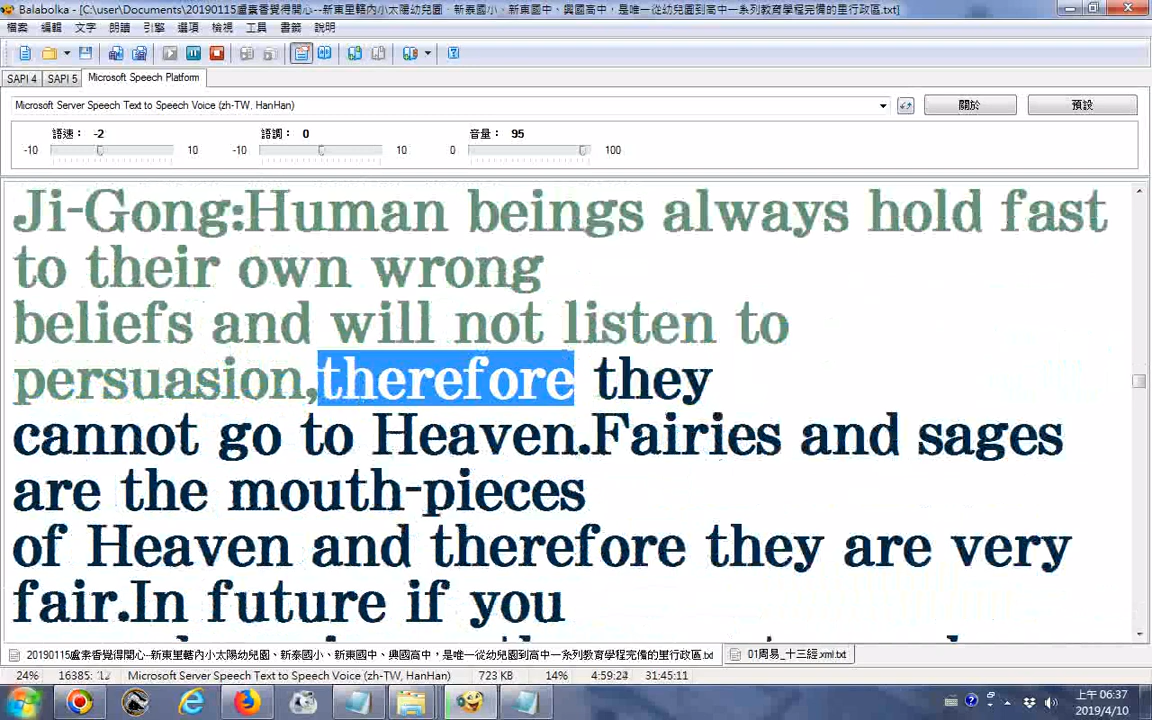 Balabolka - [C:\user\Documents\20190115盧素香覺得開心--新東里轄內小太陽幼兒園、新泰國小、新東國中、興國高中，是唯一從幼兒園到高中一系列教育學程完備的里行政區.txt]
檔案 編輯 文字 朗讀 引擎 選項 檢視 工具 書籤 說明
SAPI 4 SAPI 5 Microsoft Speech Platform
Microsoft Server Speech Text to Speech Voice (zh-TW, HanHan) 關於 預設
語速： -2 語調： 0 音量： 95
-10 10 -10 10 0 100
Ji-Gong:Human beings always hold fast
to their own wrong
beliefs and will not listen to
persuasion,therefore they
cannot go to Heaven.Fairies and sages
are the mouth-pieces
of Heaven and therefore they are very
fair.In future if you
20190115盧素香覺得開心--新東里轄內小太陽幼兒園、新泰國小、新東國中、興國高中，是唯一從幼兒園到高中一系列教育學程完備的里行政區.txt 01周易_十三經.xml.txt
24% 16385: Microsoft Server Speech Text to Speech Voice (zh-TW, HanHan) 723 KB 14% 31:45:11
上午 06:37
2019/4/10